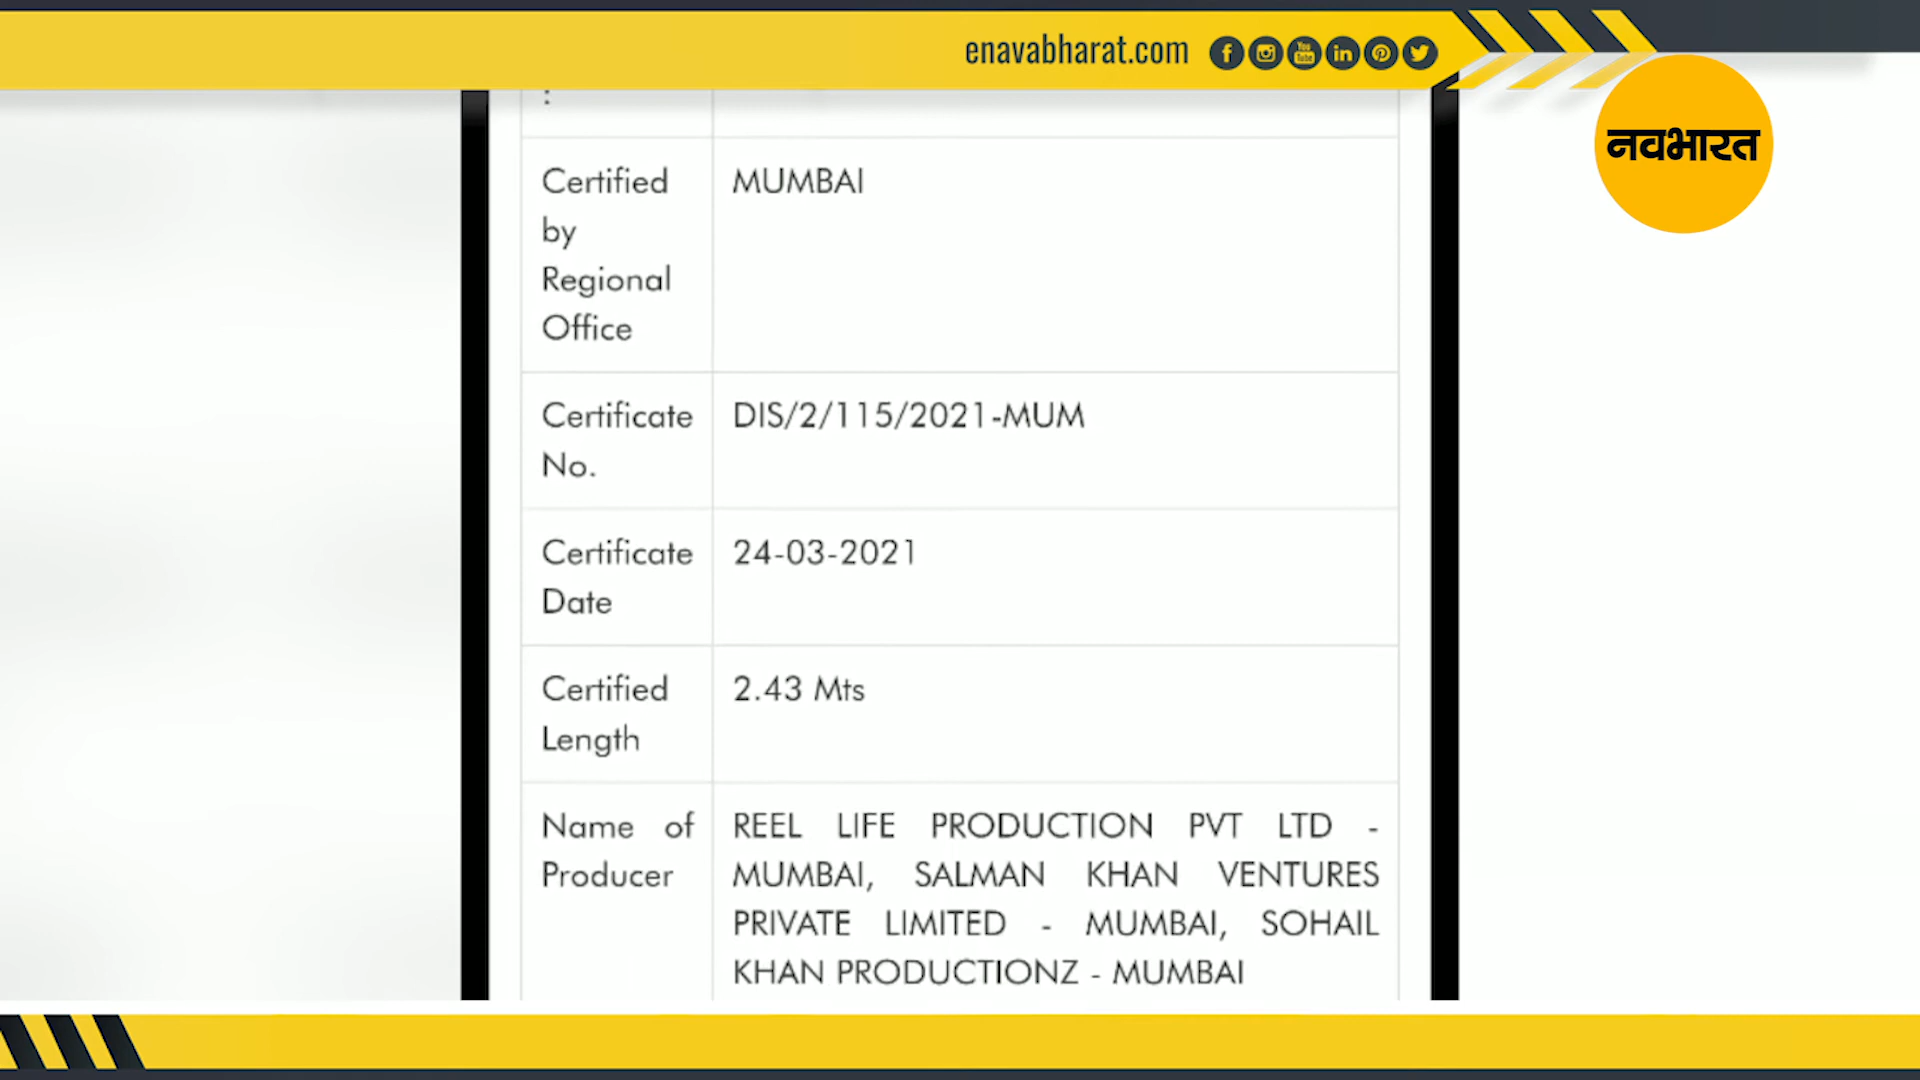 enavabharat.com
नवभारत
:
Certified by Regional Office
MUMBAI
Certificate No.
DIS/2/115/2021-MUM
Certificate Date
24-03-2021
Certified Length
2.43 Mts
Name of Producer
REEL LIFE PRODUCTION PVT LTD -
MUMBAI, SALMAN KHAN VENTURES
PRIVATE LIMITED - MUMBAI, SOHAIL
KHAN PRODUCTIONZ - MUMBAI